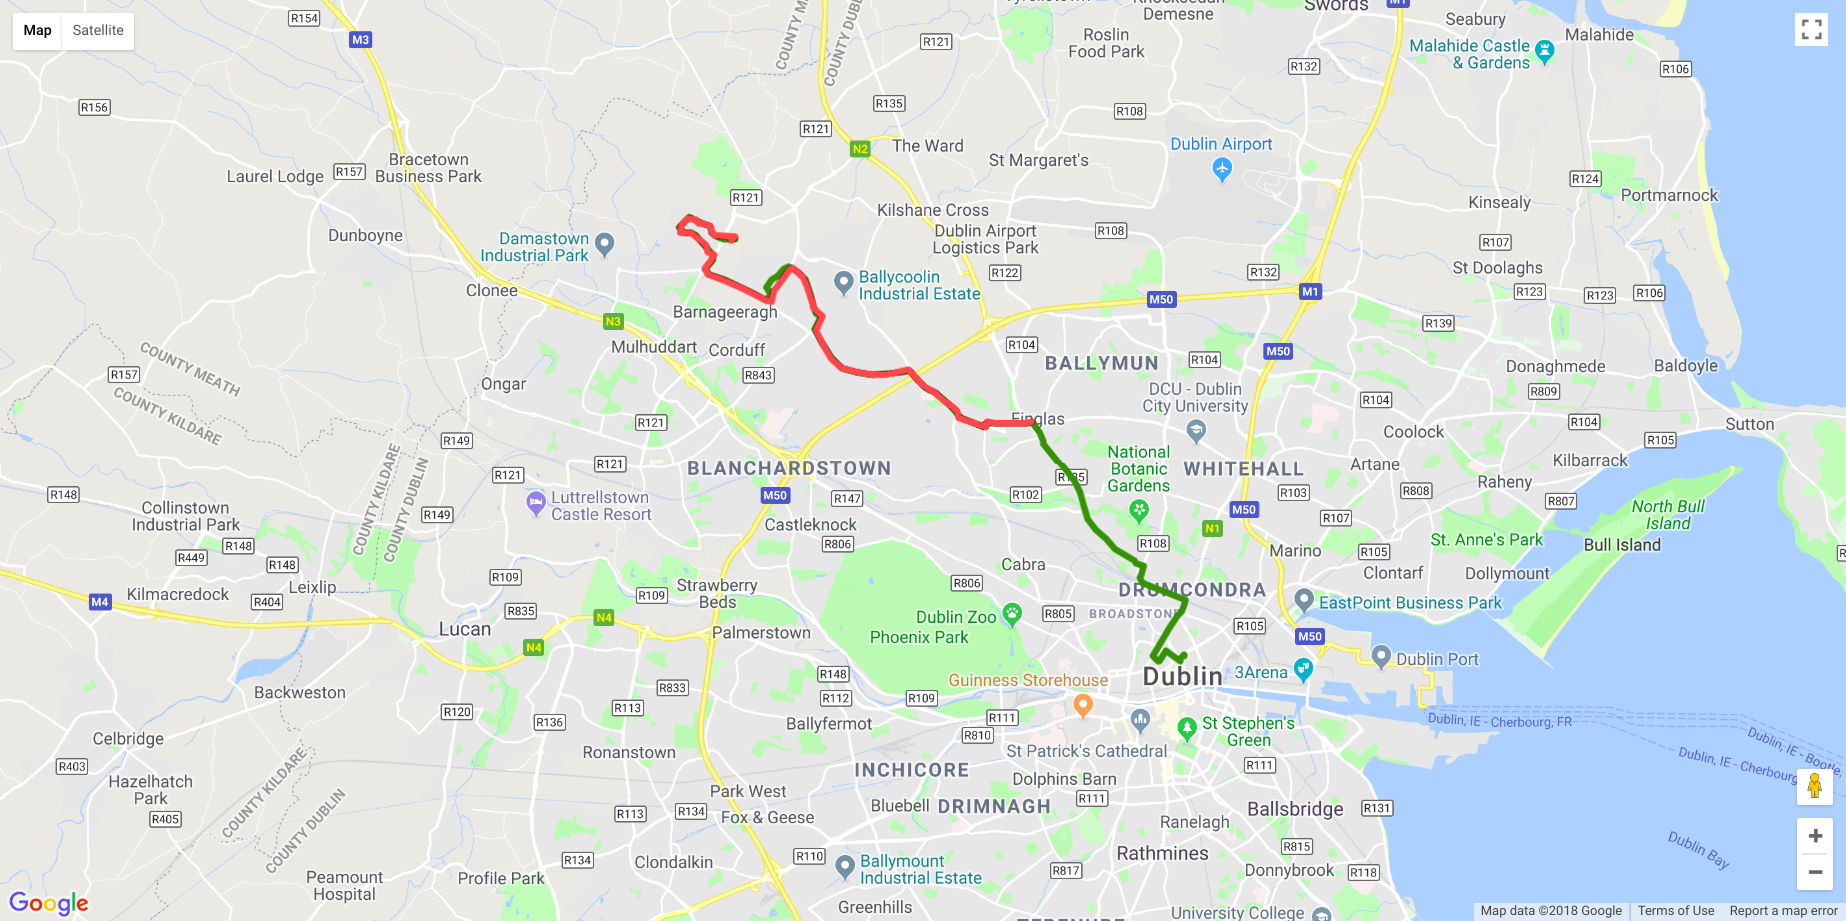 Map
Satellite
R154
M3
COUNTY MEATH
COUNTY DUBLIN
R121
Roslin
Food Park
Demesne
Swords
M1
Seabury
Malahide
Malahide Castle
& Gardens
R106
R132
R156
R135
R108
R121
N2
The Ward
St Margaret's
Dublin Airport
Bracetown
Business Park
Laurel Lodge
R157
R124
Portmarnock
R121
Kilshane Cross
Kinsealy
Dunboyne
Damastown
Industrial Park
Dublin Airport
Logistics Park
R108
R107
St Doolaghs
R122
R132
Ballycoolin
Industrial Estate
Clonee
M50
M1
R123
R123
R106
Barnageeragh
N3
R139
Mulhuddart
Corduff
R104
M50
BALLYMUN
R104
COUNTY MEATH
COUNTY KILDARE
R157
Ongar
R843
DCU - Dublin
City University
Donaghmede
Baldoyle
R809
R104
R121
Finglas
Sutton
R104
R105
Coolock
R149
National
Botanic
Gardens
BLANCHARDSTOWN
WHITEHALL
Artane
Kilbarrack
R121
R121
R148
M50
R147
R102
R103
R808
Raheny
R807
Luttrellstown
Castle Resort
Collinstown
Industrial Park
R149
Castleknock
M50
R107
North Bull
Island
COUNTY KILDARE
COUNTY DUBLIN
N1
R148
R806
R108
Marino
R105
St. Anne's Park
Bull Island
R449
R148
Cabra
Clontarf
Dollymount
Leixlip
R109
Strawberry
Beds
R806
R109
Kilmacredock
M4
R404
R835
N4
DRUMCONDRA
EastPoint Business Park
Dublin Zoo
Phoenix Park
R805
BROADSTONE
Lucan
Palmerstown
R105
M50
N4
Dublin Port
R148
Dublin
3Arena
Guinness Storehouse
Backweston
R833
R112
R109
R120
R113
R136
Ballyfermot
R111
St Stephen's
Green
Dublin, IE - Cherbourg, FR
Celbridge
R810
Ronanstown
St Patrick's Cathedral
R403
INCHICORE
R111
Hazelhatch
Park
Dolphins Barn
COUNTY KILDARE
COUNTY DUBLIN
Park West
R111
Bluebell
DRIMNAGH
R131
Ballsbridge
R405
R113
R134
Fox & Geese
Ranelagh
R815
Rathmines
R134
Clondalkin
R110
Ballymount
Industrial Estate
R817
Donnybrook
R118
Dublin Bay
Peamount
Hospital
Profile Park
Greenhills
University College
Google
Map data ©2018 Google
Terms of Use
Report a map error